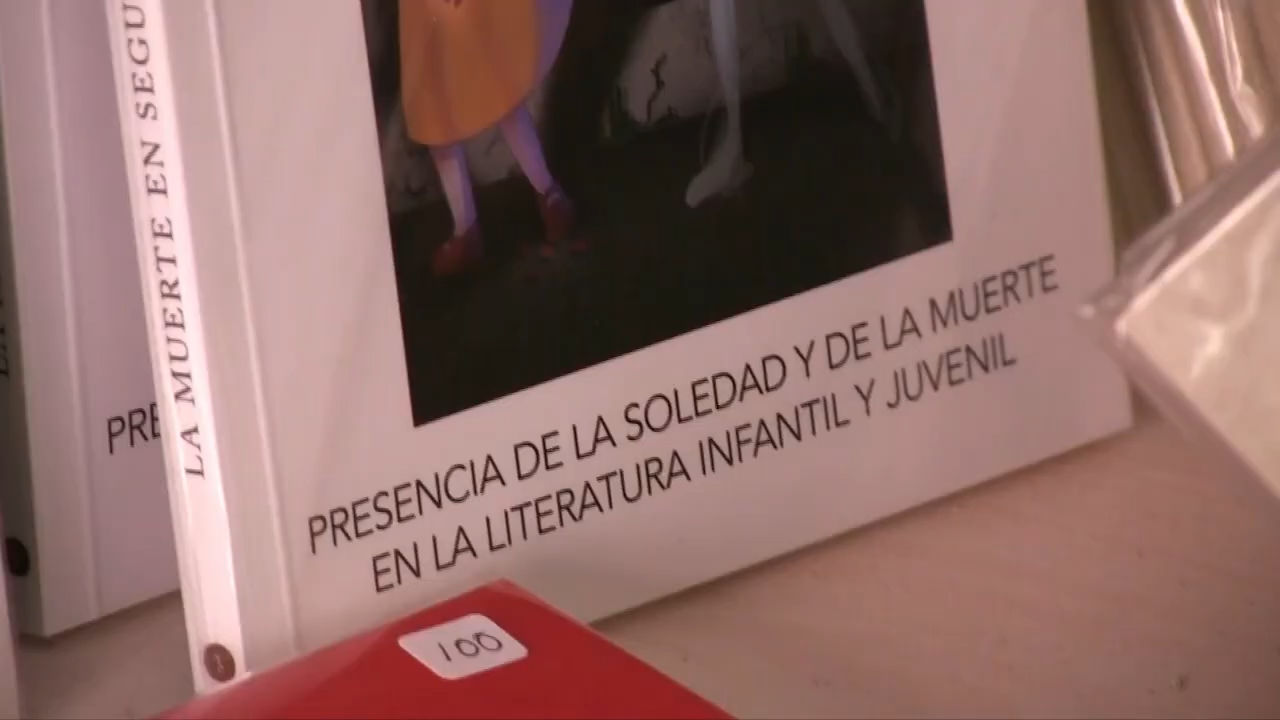 LA MUERTE EN SEGU
PRE
PRESENCIA DE LA SOLEDAD Y DE LA MUERTE
EN LA LITERATURA INFANTIL Y JUVENIL
100